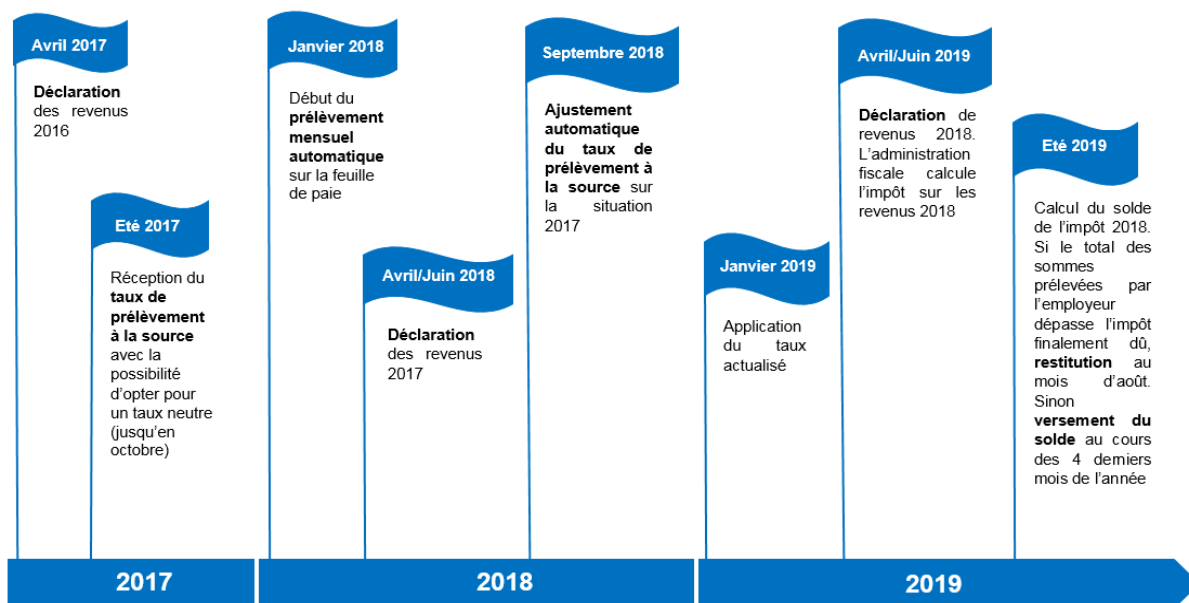 Avril 2017
Déclaration
des revenus
2016
Eté 2017
Réception du
taux de
prélèvement
à la source
avec la
possibilité
d'opter pour
un taux neutre
(jusqu'en
octobre)
Janvier 2018
Début du
prélèvement
mensuel
automatique
sur la feuille
de paie
Avril/Juin 2018
Déclaration
des revenus
2017
Septembre 2018
Ajustement
automatique
du taux de
prélèvement à
la source sur
la situation
2017
Janvier 2019
Application
du taux
actualisé
Avril/Juin 2019
Déclaration de
revenus 2018.
L'administration
fiscale calcule
l'impôt sur les
revenus 2018
Eté 2019
Calcul du solde
de l'impôt 2018.
Si le total des
sommes
prélevées par
l'employeur
dépasse l'impôt
finalement dû,
restitution au
mois d'août.
Sinon
versement du
solde au cours
des 4 derniers
mois de l'année
2017
2018
2019